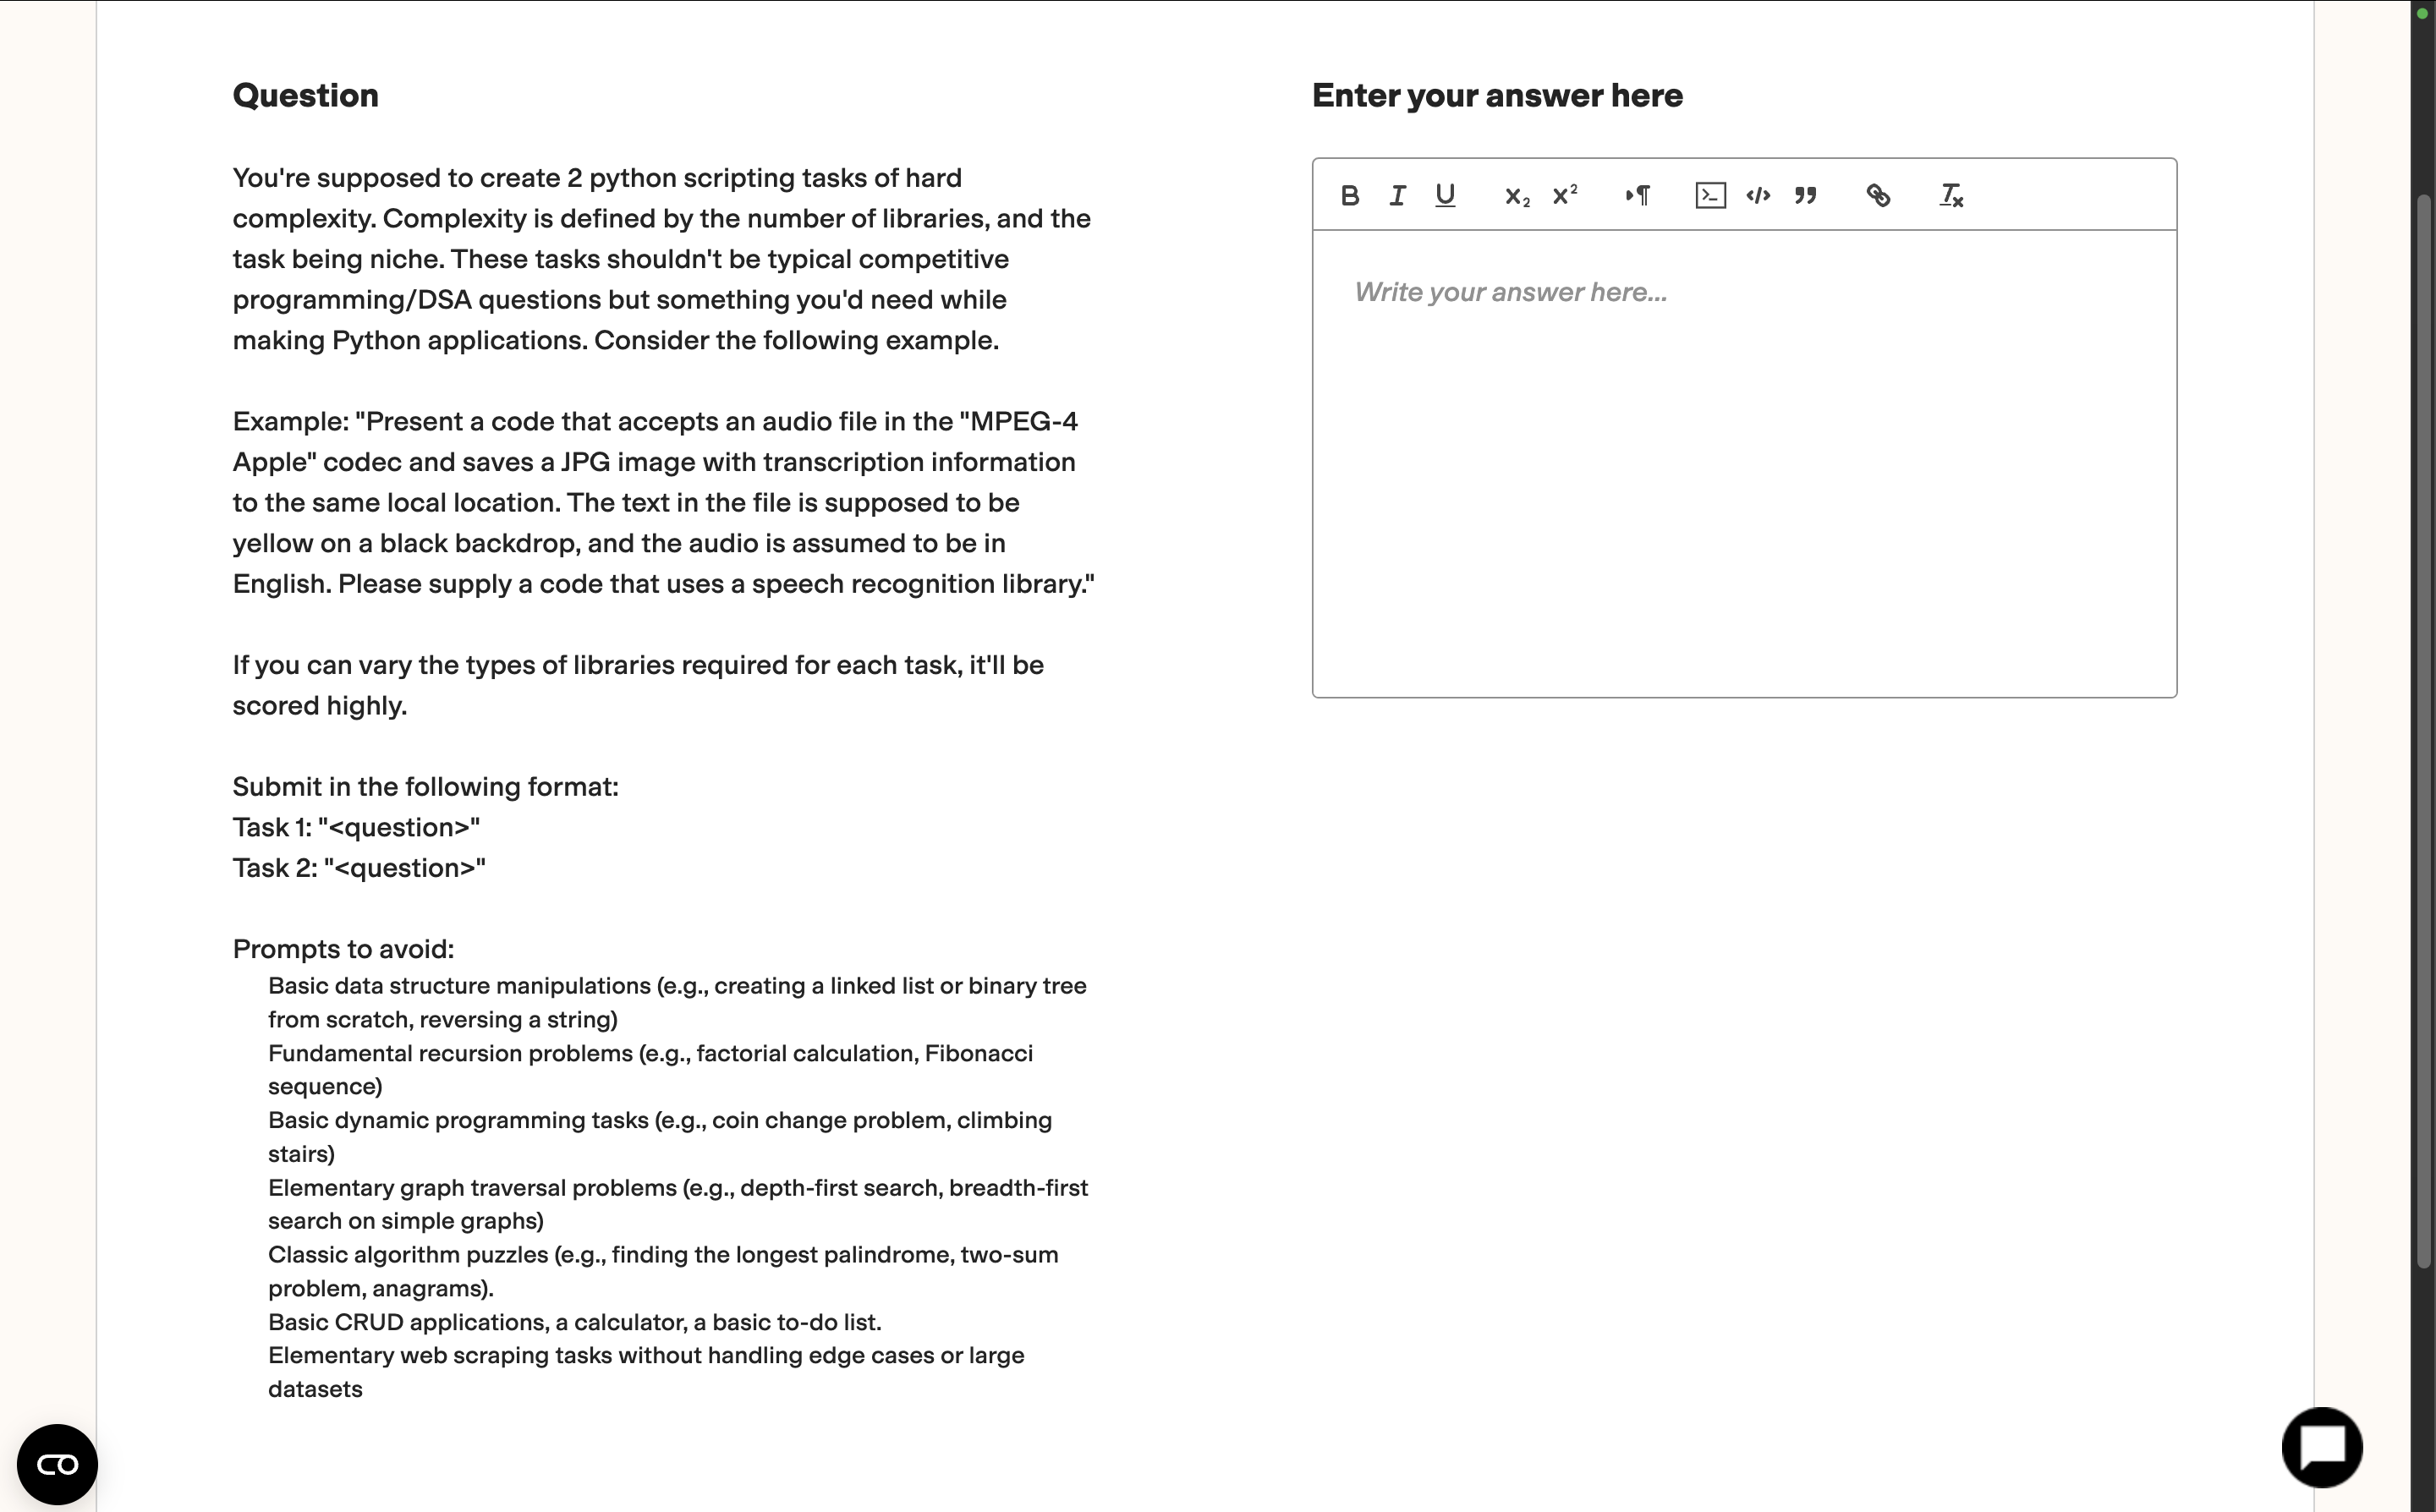 Question
You're supposed to create 2 python scripting tasks of hard
complexity. Complexity is defined by the number of libraries, and the
task being niche. These tasks shouldn't be typical competitive
programming/DSA questions but something you'd need while
making Python applications. Consider the following example.
Example: "Present a code that accepts an audio file in the "MPEG-4
Apple" codec and saves a JPG image with transcription information
to the same local location. The text in the file is supposed to be
yellow on a black backdrop, and the audio is assumed to be in
English. Please supply a code that uses a speech recognition library."
If you can vary the types of libraries required for each task, it'll be
scored highly.
Submit in the following format:
Task 1: "<question>"
Task 2: "<question>"
Prompts to avoid:
Basic data structure manipulations (e.g., creating a linked list or binary tree
from scratch, reversing a string)
Fundamental recursion problems (e.g., factorial calculation, Fibonacci
sequence)
Basic dynamic programming tasks (e.g., coin change problem, climbing
stairs)
Elementary graph traversal problems (e.g., depth-first search, breadth-first
search on simple graphs)
Classic algorithm puzzles (e.g., finding the longest palindrome, two-sum
problem, anagrams).
Basic CRUD applications, a calculator, a basic to-do list.
Elementary web scraping tasks without handling edge cases or large
datasets
Enter your answer here
B I U X₂ X² ¶ >_ </> ” Tx
Write your answer here...